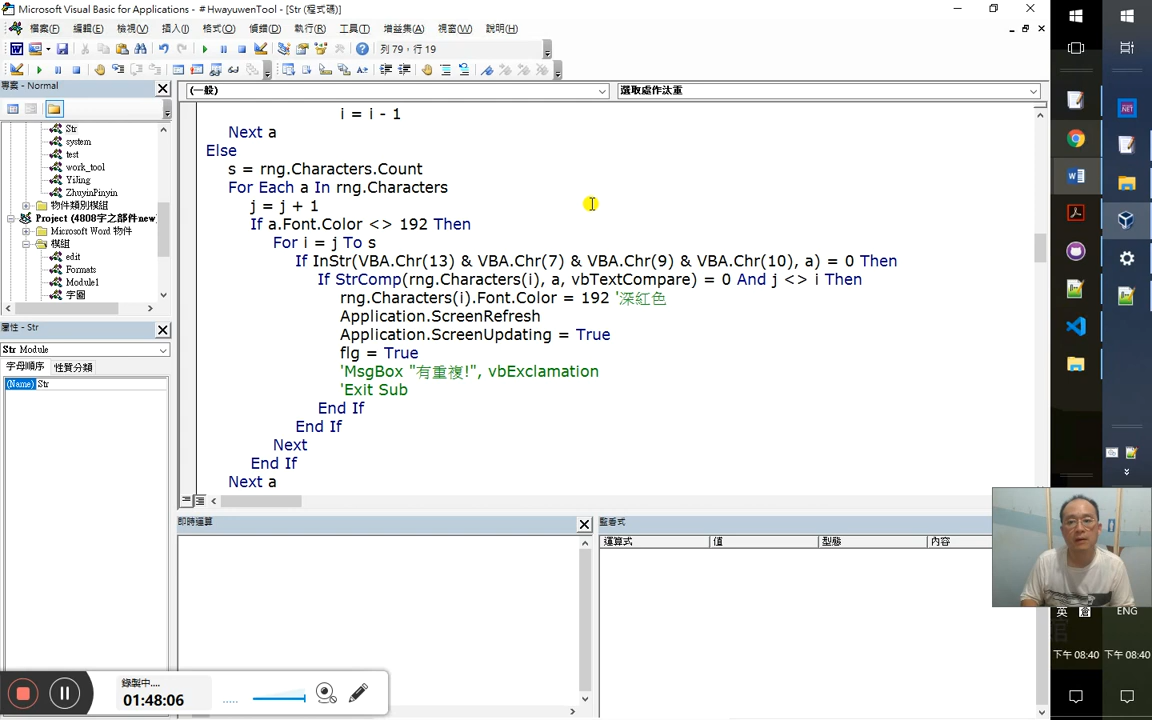 Microsoft Visual Basic for Applications - #HwayuwenTool - [Str (程式碼)]
檔案(F) 編輯(E) 檢視(V) 插入(I) 格式(O) 偵錯(D) 執行(R) 工具(T) 增益集(A) 視窗(W) 說明(H)
列 79，行 19
專案 - Normal
(一般)
選取處作汰重
Str
system
test
work_tool
YiJing
ZhuyinPinyin
物件類別模組
Project (4808字之部件new
Microsoft Word 物件
模組
edit
Formats
Module1
字圖
屬性 - Str
Str Module
字母順序 性質分類
(Name) Str
i = i - 1
Next a
Else
s = rng.Characters.Count
For Each a In rng.Characters
j = j + 1
If a.Font.Color <> 192 Then
For i = j To s
If InStr(VBA.Chr(13) & VBA.Chr(7) & VBA.Chr(9) & VBA.Chr(10), a) = 0 Then
If StrComp(rng.Characters(i), a, vbTextCompare) = 0 And j <> i Then
rng.Characters(i).Font.Color = 192 '深紅色
Application.ScreenRefresh
Application.ScreenUpdating = True
flg = True
'MsgBox "有重複!", vbExclamation
'Exit Sub
End If
End If
Next
End If
Next a
即時運算
監看式
運算式 值 型態 內容
錄製中....
01:48:06
英
ENG
下午 08:40 下午 08:40